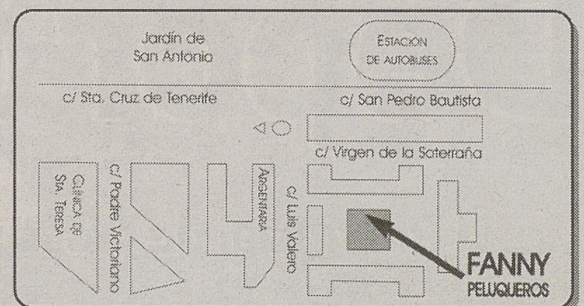 Jardín de
San Antonio
ESTACIÓN
DE AUTOBUSES
c/ Sta. Cruz de Tenerife
c/ San Pedro Bautista
c/ Virgen de la Soterraña
CLÍNICA DE
STA. TERESA
c/ Padre Victoriano
ARGENTARIA
c/ Luis Valero
FANNY
PELUQUEROS